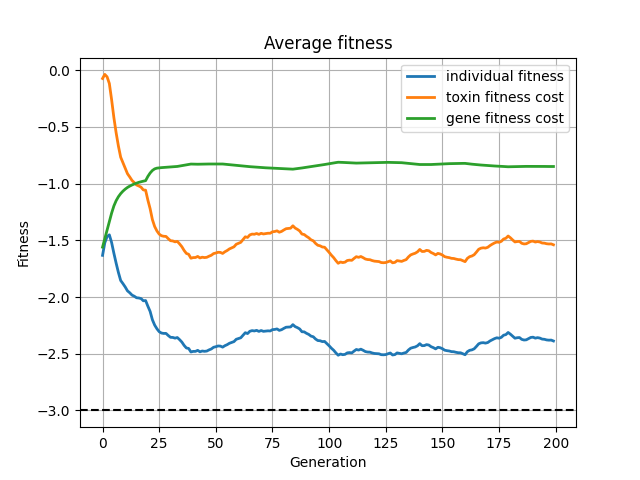 Average fitness
individual fitness
toxin fitness cost
gene fitness cost
Fitness
0.0
−0.5
−1.0
−1.5
−2.0
−2.5
−3.0
0 25 50 75 100 125 150 175 200
Generation